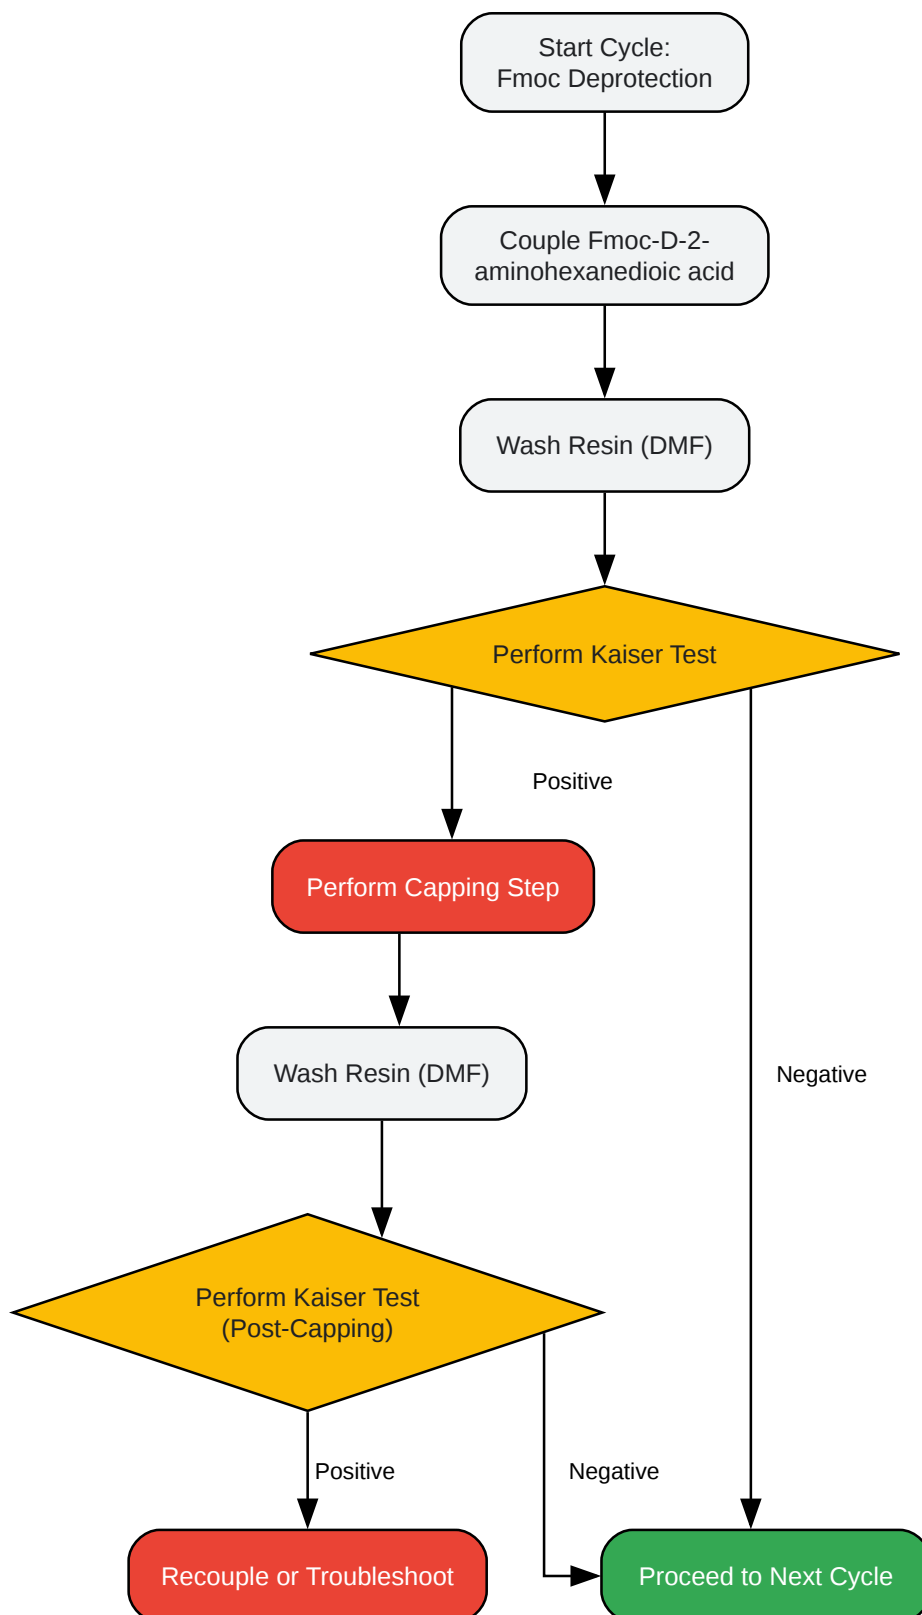 Start Cycle:
Fmoc Deprotection
Couple Fmoc-D-2-
aminohexanedioic acid
Wash Resin (DMF)
Perform Kaiser Test
Positive
Perform Capping Step
Wash Resin (DMF)
Negative
Perform Kaiser Test
(Post-Capping)
Positive
Negative
Recouple or Troubleshoot
Proceed to Next Cycle